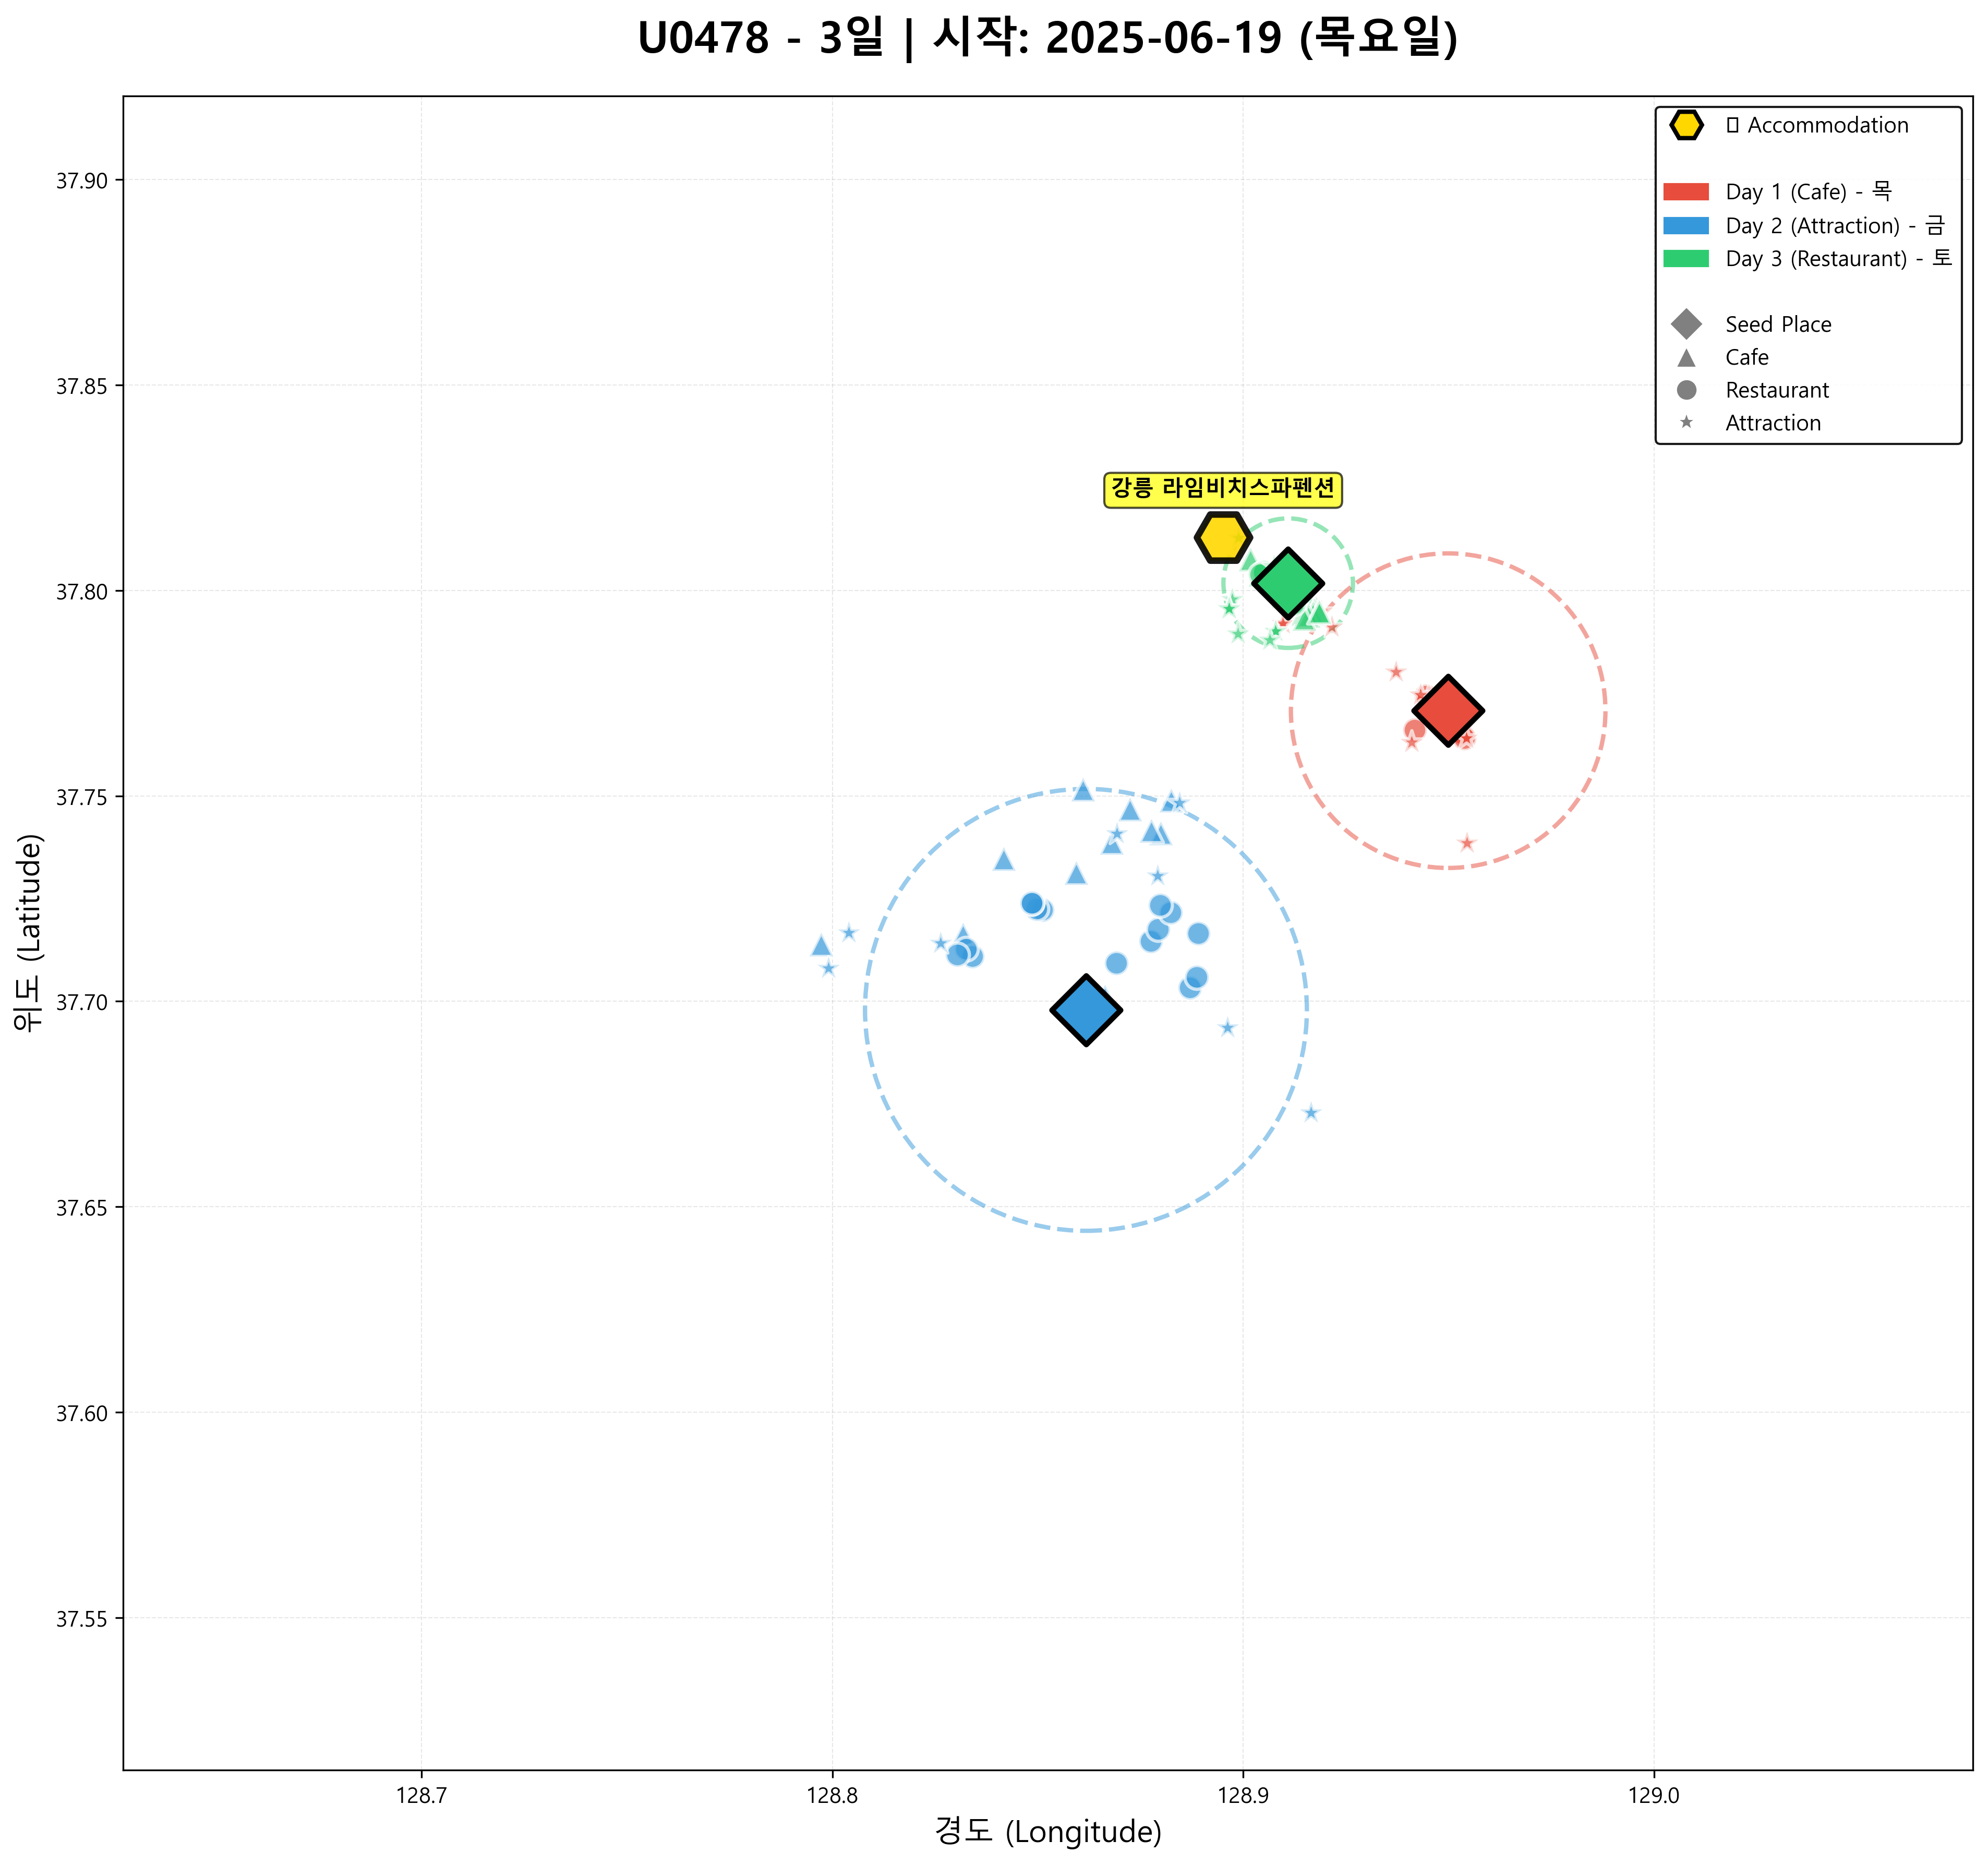 U0478 - 3일 | 시작: 2025-06-19 (목요일)
Accommodation
Day 1 (Cafe) - 목
Day 2 (Attraction) - 금
Day 3 (Restaurant) - 토
Seed Place
Cafe
Restaurant
Attraction
강릉 라임비치스파펜션
37.90
37.85
37.80
37.75
37.70
37.65
37.60
37.55
위도 (Latitude)
128.7
128.8
128.9
129.0
경도 (Longitude)